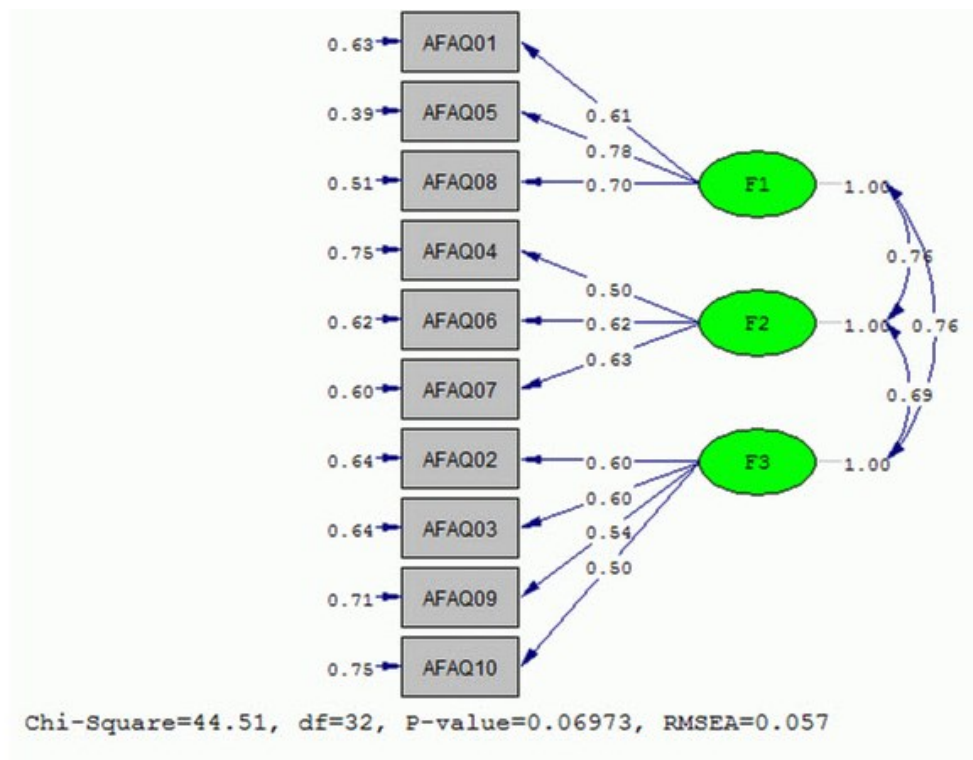 0.63 AFAQ01
0.61
0.39 AFAQ05
0.78
0.51 AFAQ08 0.70 F1 1.00
0.75 AFAQ04 0.76
0.50
0.62 AFAQ06 0.62 F2 1.00 0.76
0.63
0.60 AFAQ07 0.69
0.64 AFAQ02 0.60 F3 1.00
0.60
0.64 AFAQ03 0.54
0.50
0.71 AFAQ09
0.75 AFAQ10
Chi-Square=44.51, df=32, P-value=0.06973, RMSEA=0.057